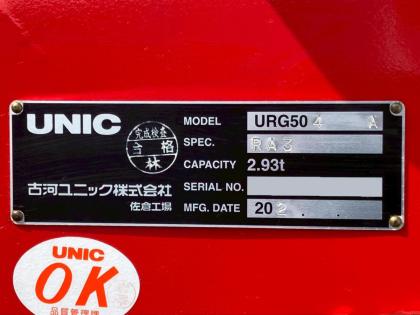 UNIC
完成検査
合格
林
古河ユニック株式会社
佐倉工場
MODEL URG504 A
SPEC. RA3
CAPACITY 2.93t
SERIAL NO.
MFG. DATE 202
UNIC
OK
品質管理課